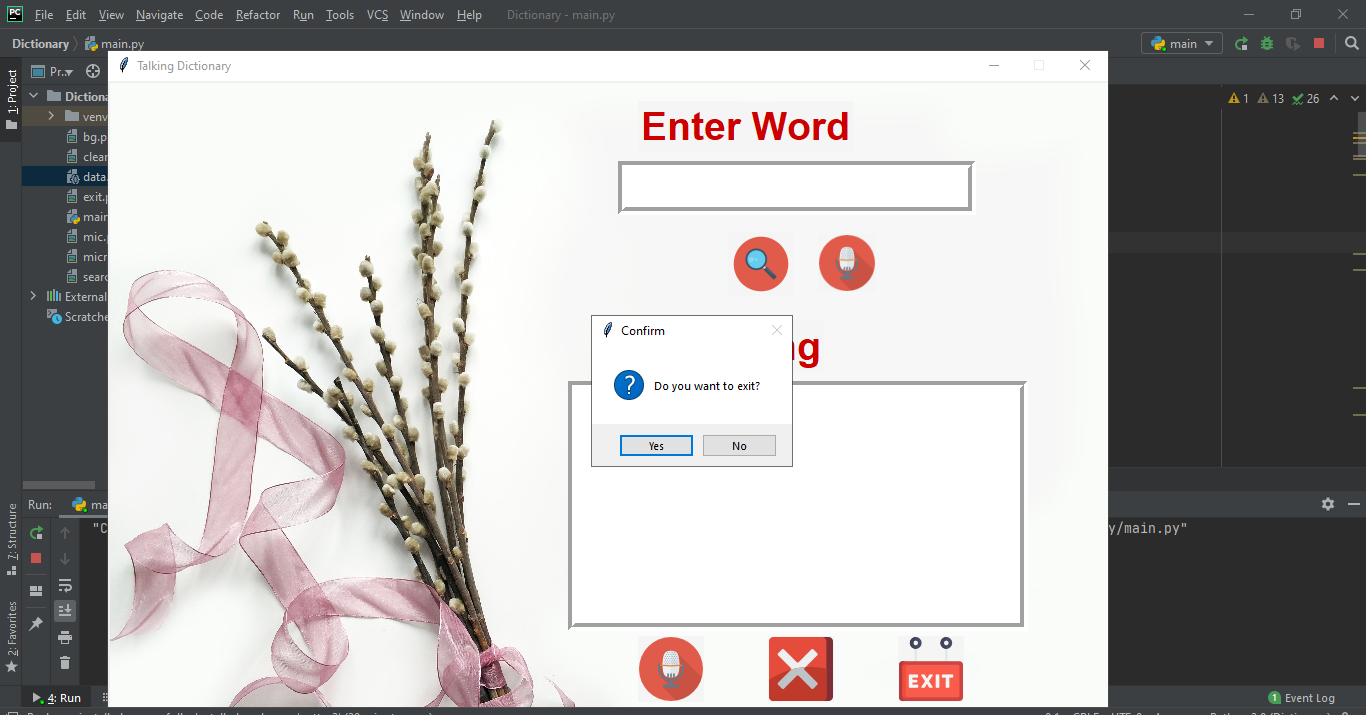 PC File Edit View Navigate Code Refactor Run Tools VCS Window Help Dictionary - main.py
Dictionary main.py main
Talking Dictionary
1: Project Pr..
Enter Word
1 13 26
Dictiona
venv
bg.p
clear
data.
exit.p
main
mic.
micr
searc
External
Scratche
Confirm
ng
Do you want to exit?
Yes No
Run: ma
7: Structure
"C y/main.py"
2: Favorites
EXIT
4: Run
1 Event Log